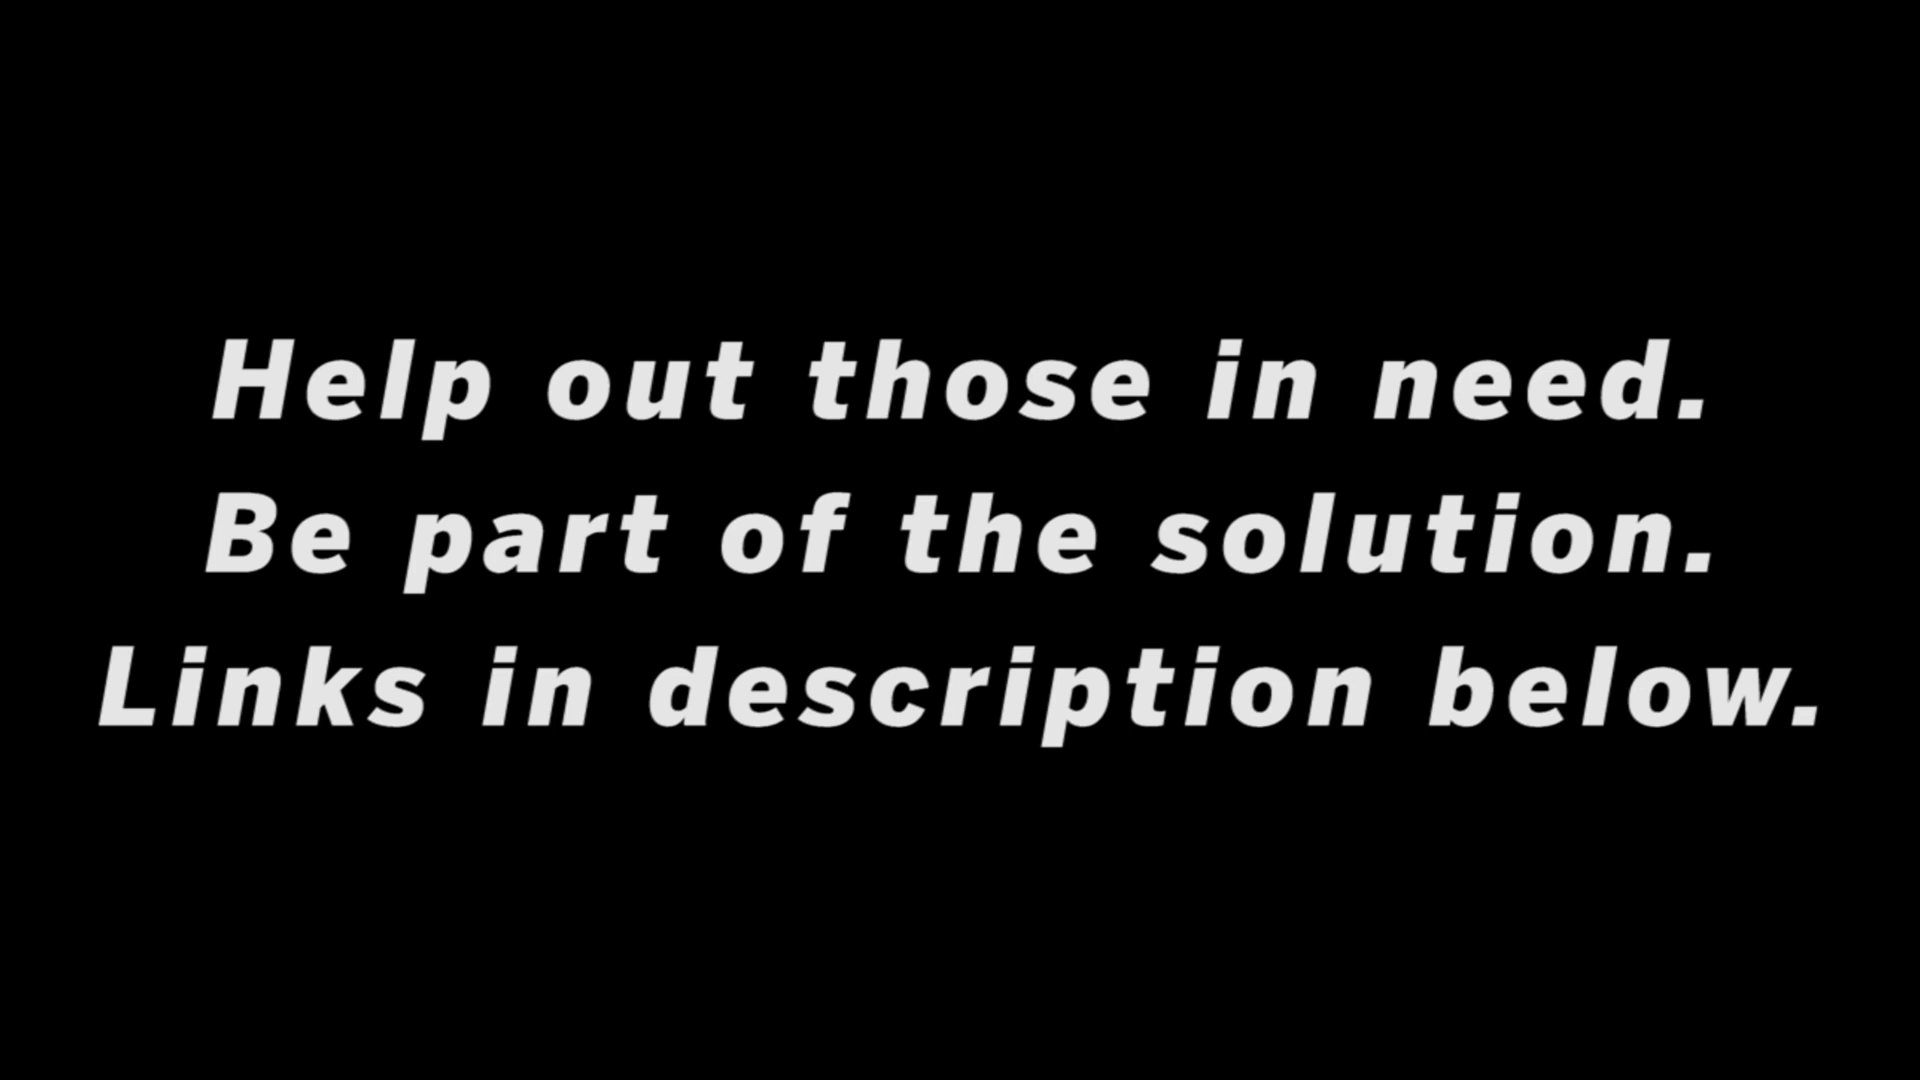 Help out those in need.
Be part of the solution.
Links in description below.